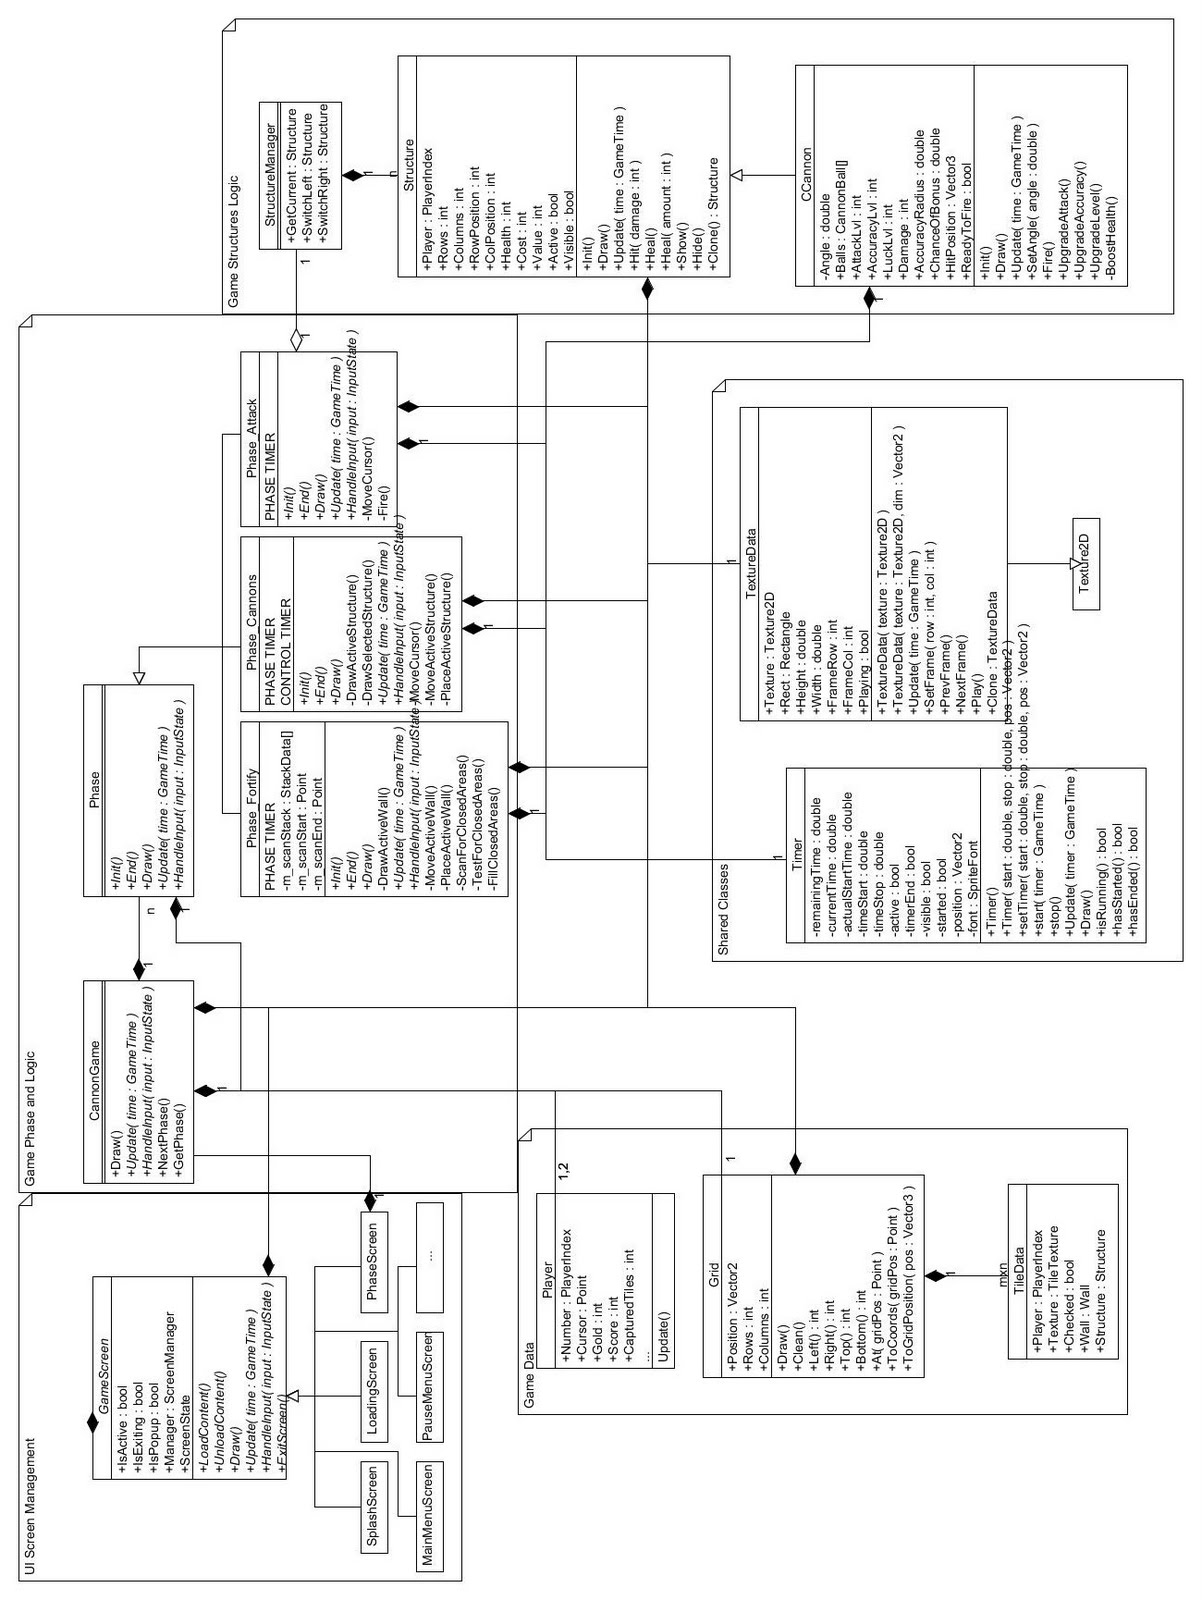 UI Screen Management
GameScreen
+IsActive : bool
+IsExiting : bool
+IsPopup : bool
+Manager : ScreenManager
+ScreenState
+LoadContent()
+UnloadContent()
+Draw()
+Update( time : GameTime )
+HandleInput( input : InputState )
+ExitScreen()
SplashScreen
LoadingScreen
PhaseScreen
1
MainMenuScreen
PauseMenuScreen
...
Game Phase and Logic
CannonGame
+Draw()
+Update( time : GameTime )
+HandleInput( input : InputState )
+NextPhase()
+GetPhase()
1
1
n
Phase
+Init()
+End()
+Draw()
+Update( time : GameTime )
+HandleInput( input : InputState )
1
Phase_Fortify
PHASE TIMER
-m_scanStack : StackData[]
-m_scanStart : Point
-m_scanEnd : Point
+Init()
+End()
+Draw()
-DrawActiveWall()
+Update( time : GameTime )
+HandleInput( input : InputState )
-MoveActiveWall()
-PlaceActiveWall()
-ScanForClosedAreas()
-TestForClosedAreas()
-FillClosedAreas()
1
Phase_Cannons
PHASE TIMER
CONTROL TIMER
+Init()
+End()
+Draw()
-DrawActiveStructure()
-DrawSelectedStructure()
+Update( time : GameTime )
+HandleInput( input : InputState )
-MoveCursor()
-MoveActiveStructure()
-PlaceActiveStructure()
1
Phase_Attack
PHASE TIMER
+Init()
+End()
+Draw()
+Update( time : GameTime )
+HandleInput( input : InputState )
-MoveCursor()
-Fire()
1
1
Game Structures Logic
StructureManager
+GetCurrent : Structure
+SwitchLeft : Structure
+SwitchRight : Structure
1
1
n
Structure
+Player : PlayerIndex
+Rows : int
+Columns : int
+RowPosition : int
+ColPosition : int
+Health : int
+Cost : int
+Value : int
+Active : bool
+Visible : bool
+Init()
+Draw()
+Update( time : GameTime )
+Hit( damage : int )
+Heal()
+Heal( amount : int )
+Show()
+Hide()
+Clone() : Structure
CCannon
-Angle : double
+Balls : CannonBall[]
+AttackLvl : int
+AccuracyLvl : int
+LuckLvl : int
+Damage : int
+AccuracyRadius : double
+ChanceOfBonus : double
+HitPosition : Vector3
+ReadyToFire : bool
+Init()
+Draw()
+Update( time : GameTime )
+SetAngle( angle : double )
+Fire()
+UpgradeAttack()
+UpgradeAccuracy()
+UpgradeLevel()
-BoostHealth()
1
Game Data
1,2
Player
+Number : PlayerIndex
+Cursor : Point
+Gold : int
+Score : int
+CapturedTiles : int
...
Update()
1
Grid
+Position : Vector2
+Rows : int
+Columns : int
+Draw()
+Clean()
+Left() : int
+Right() : int
+Top() : int
+Bottom() : int
+At( gridPos : Point )
+ToCoords( gridPos : Point )
+ToGridPosition( pos : Vector3 )
1
mxn
TileData
+Player : PlayerIndex
+Texture : TileTexture
+Checked : bool
+Wall : Wall
+Structure : Structure
Shared Classes
1
Timer
-remainingTime : double
-currentTime : double
-actualStartTime : double
-timeStart : double
-timeStop : double
-active : bool
-timerEnd : bool
-visible : bool
-started : bool
-position : Vector2
-font : SpriteFont
+Timer()
+Timer( start : double, stop : double, pos : Vector2 )
+setTimer( start : double, stop : double, pos : Vector2 )
+start( timer : GameTime )
+stop()
+Update( timer : GameTime )
+Draw()
+isRunning() : bool
+hasStarted() : bool
+hasEnded() : bool
1
TextureData
+Texture : Texture2D
+Rect : Rectangle
+Height : double
+Width : double
+FrameRow : int
+FrameCol : int
+Playing : bool
+TextureData( texture : Texture2D )
+TextureData( texture : Texture2D, dim : Vector2 )
+Update( time : GameTime )
+SetFrame( row : int, col : int )
+PrevFrame()
+NextFrame()
+Play()
+Clone : TextureData
Texture2D